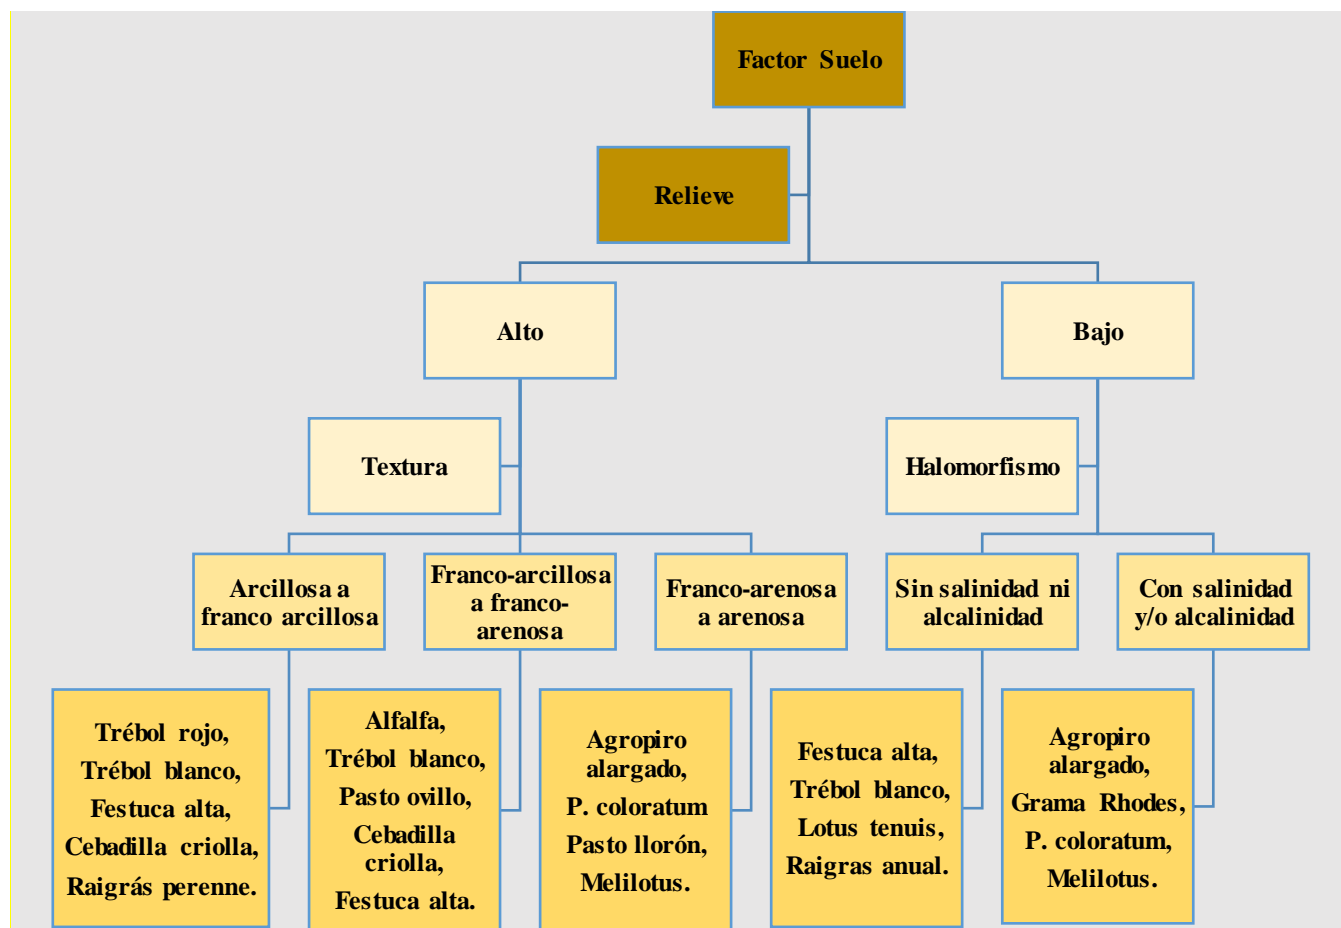 Factor Suelo
Relieve
Alto
Bajo
Textura
Halomorfismo
Arcillosa a
franco arcillosa
Franco-arcillosa
a franco-
arenosa
Franco-arenosa
a arenosa
Sin salinidad ni
alcalinidad
Con salinidad
y/o alcalinidad
Trébol rojo,
Trébol blanco,
Festuca alta,
Cebadilla criolla,
Raigrás perenne.
Alfalfa,
Trébol blanco,
Pasto ovillo,
Cebadilla
criolla,
Festuca alta.
Agropiro
alargado,
P. coloratum
Pasto llorón,
Melilotus.
Festuca alta,
Trébol blanco,
Lotus tenuis,
Raigras anual.
Agropiro
alargado,
Grama Rhodes,
P. coloratum,
Melilotus.